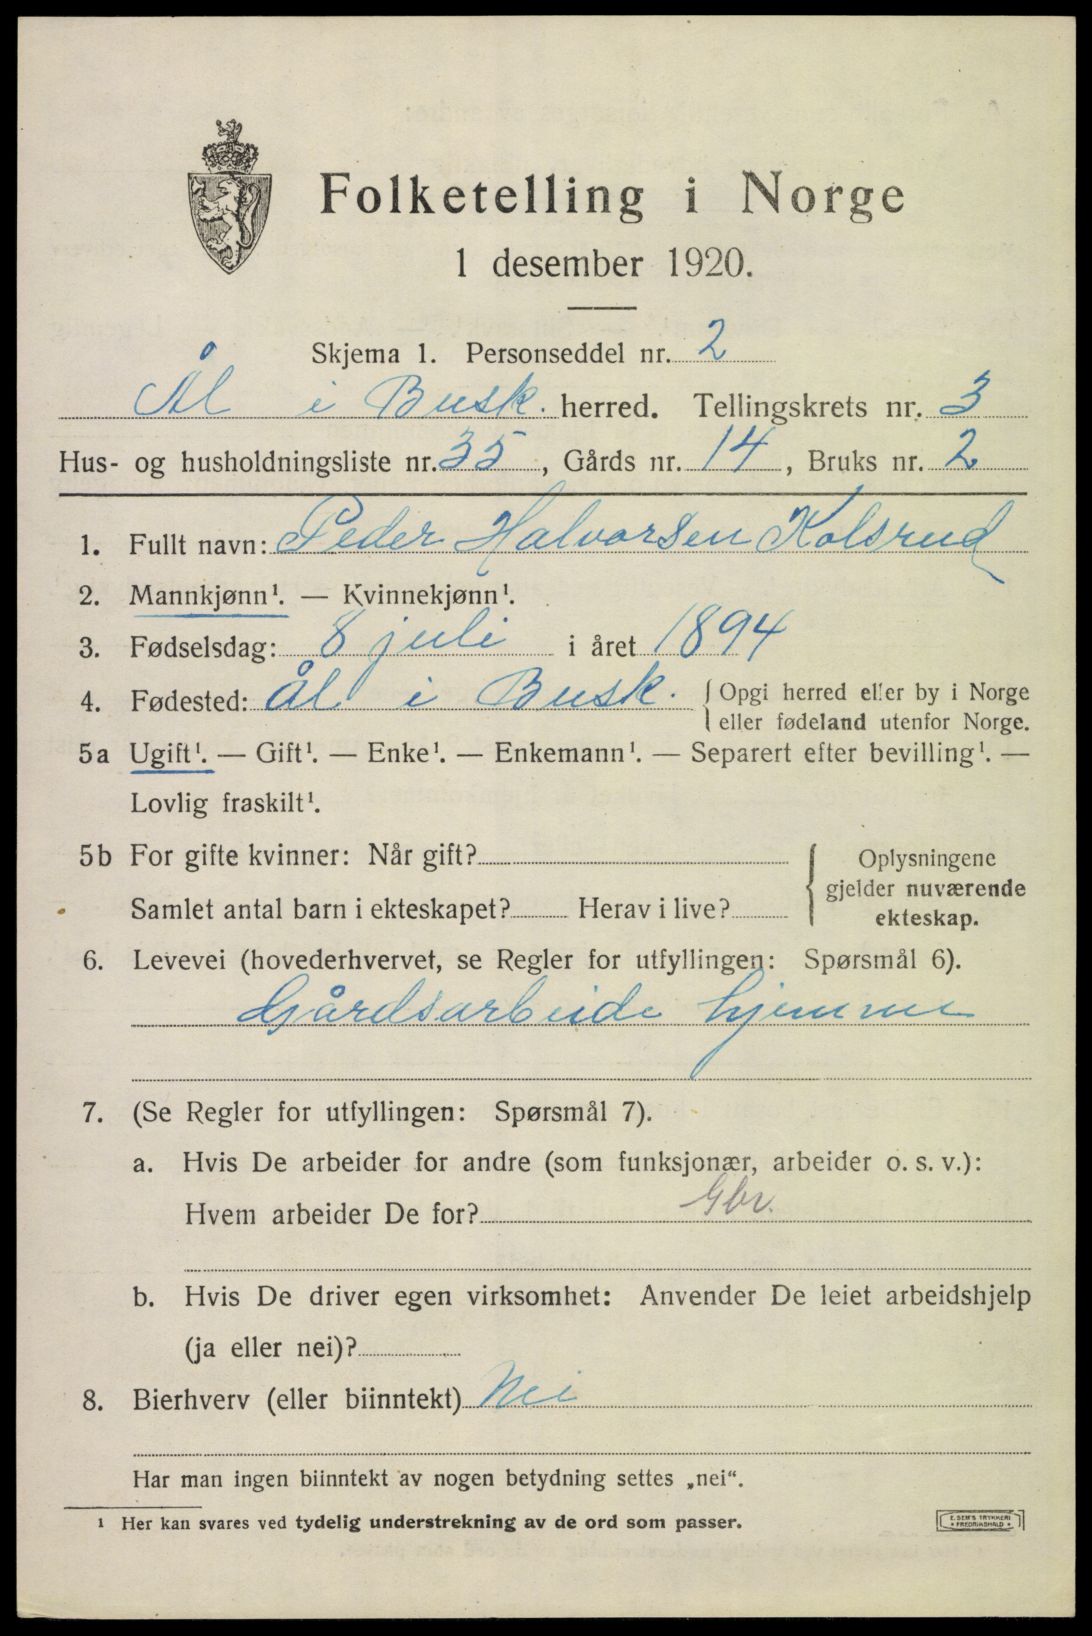 Folketelling i Norge
1 desember 1920.
Skjema 1. Personseddel nr. 2
Ål i Busk. herred. Tellingskrets nr. 3
Hus- og husholdningsliste nr. 35, Gårds nr. 14, Bruks nr. 2
1. Fullt navn: Peder Halvorsen Kolsrud
2. Mannkjønn¹. — Kvinnekjønn¹.
3. Fødselsdag: 8 juli i året 1894
4. Fødested: Ål i Busk. { Opgi herred eller by i Norge
eller fødeland utenfor Norge.
5a Ugift¹. — Gift¹. — Enke¹. — Enkemann¹. — Separert efter bevilling¹. —
Lovlig fraskilt¹.
5b For gifte kvinner: Når gift?
Samlet antal barn i ekteskapet? Herav i live?
{ Oplysningene
gjelder nuværende
ekteskap.
6. Levevei (hovederhvervet, se Regler for utfyllingen: Spørsmål 6).
Gårdsarbeide hjemme
7. (Se Regler for utfyllingen: Spørsmål 7).
a. Hvis De arbeider for andre (som funksjonær, arbeider o. s. v.):
Hvem arbeider De for? Gbr.
b. Hvis De driver egen virksomhet: Anvender De leiet arbeidshjelp
(ja eller nei)?
8. Bierhverv (eller biinntekt) Nei
Har man ingen biinntekt av nogen betydning settes „nei“.
¹ Her kan svares ved tydelig understrekning av de ord som passer.
E. SEM'S TRYKKERI
• FREDRIKSHALD •